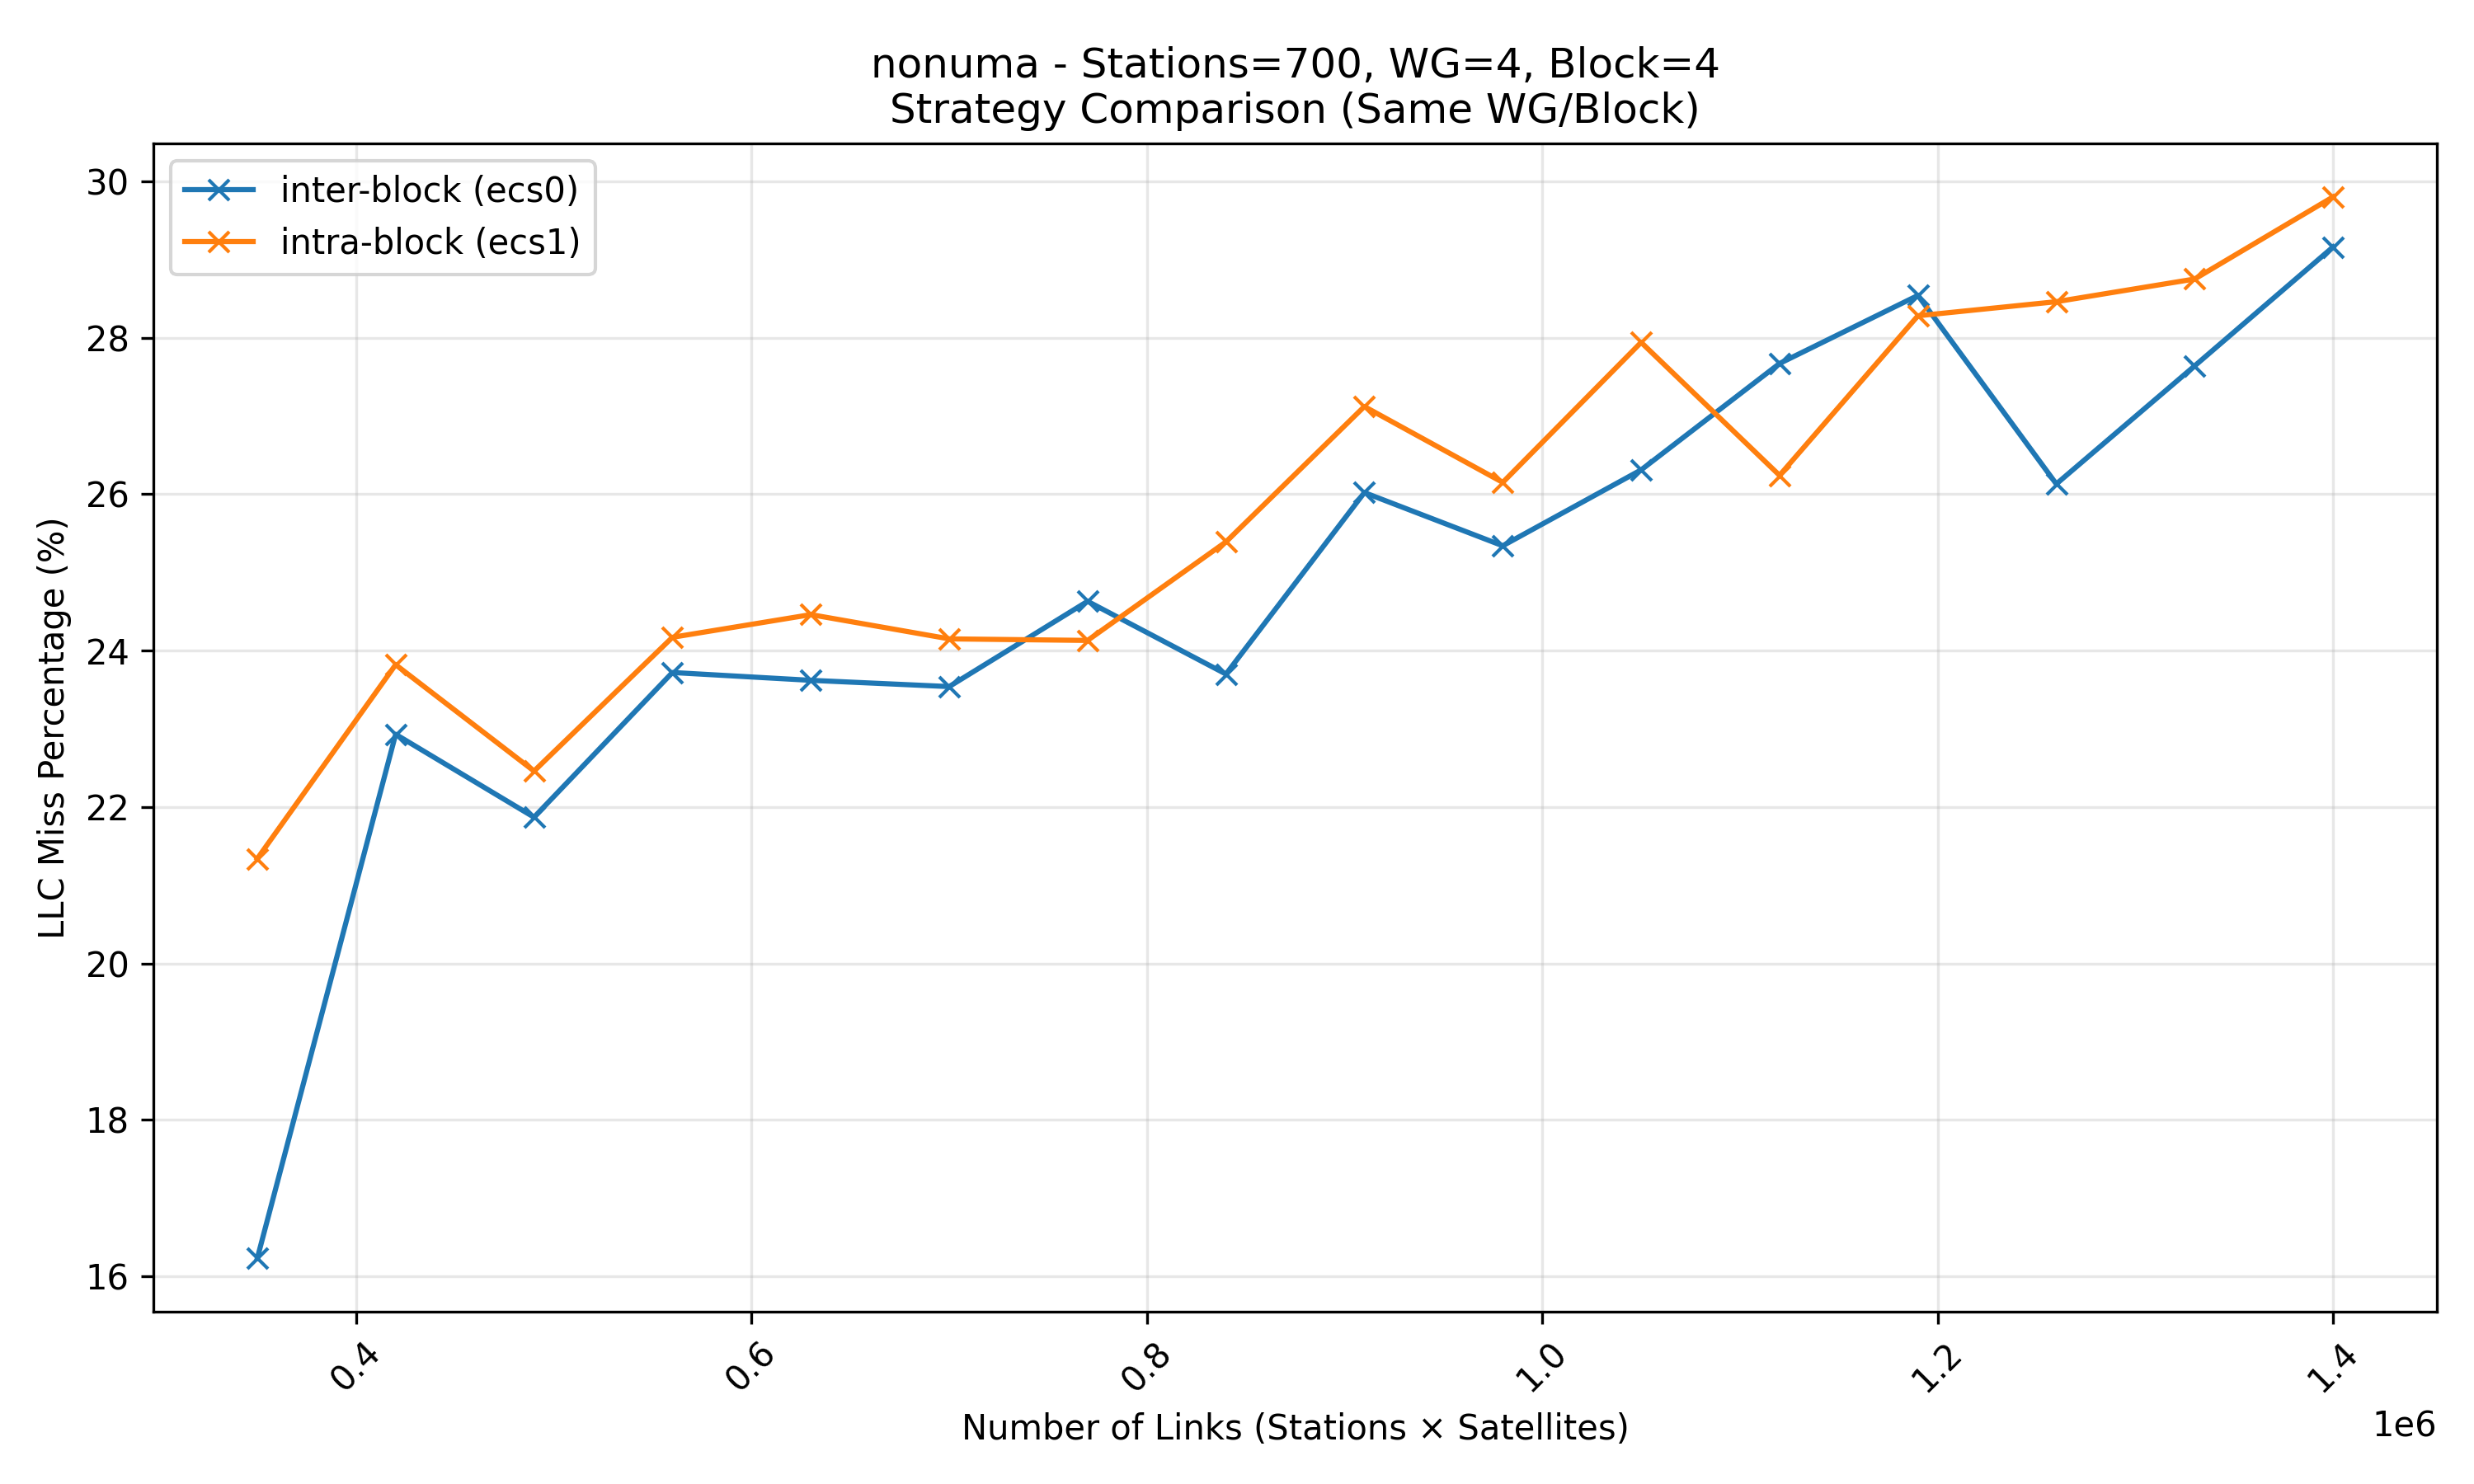 nonuma - Stations=700, WG=4, Block=4
Strategy Comparison (Same WG/Block)
inter-block (ecs0)
intra-block (ecs1)
LLC Miss Percentage (%)
30
28
26
24
22
20
18
16
0.4
0.6
0.8
1.0
1.2
1.4
1e6
Number of Links (Stations × Satellites)